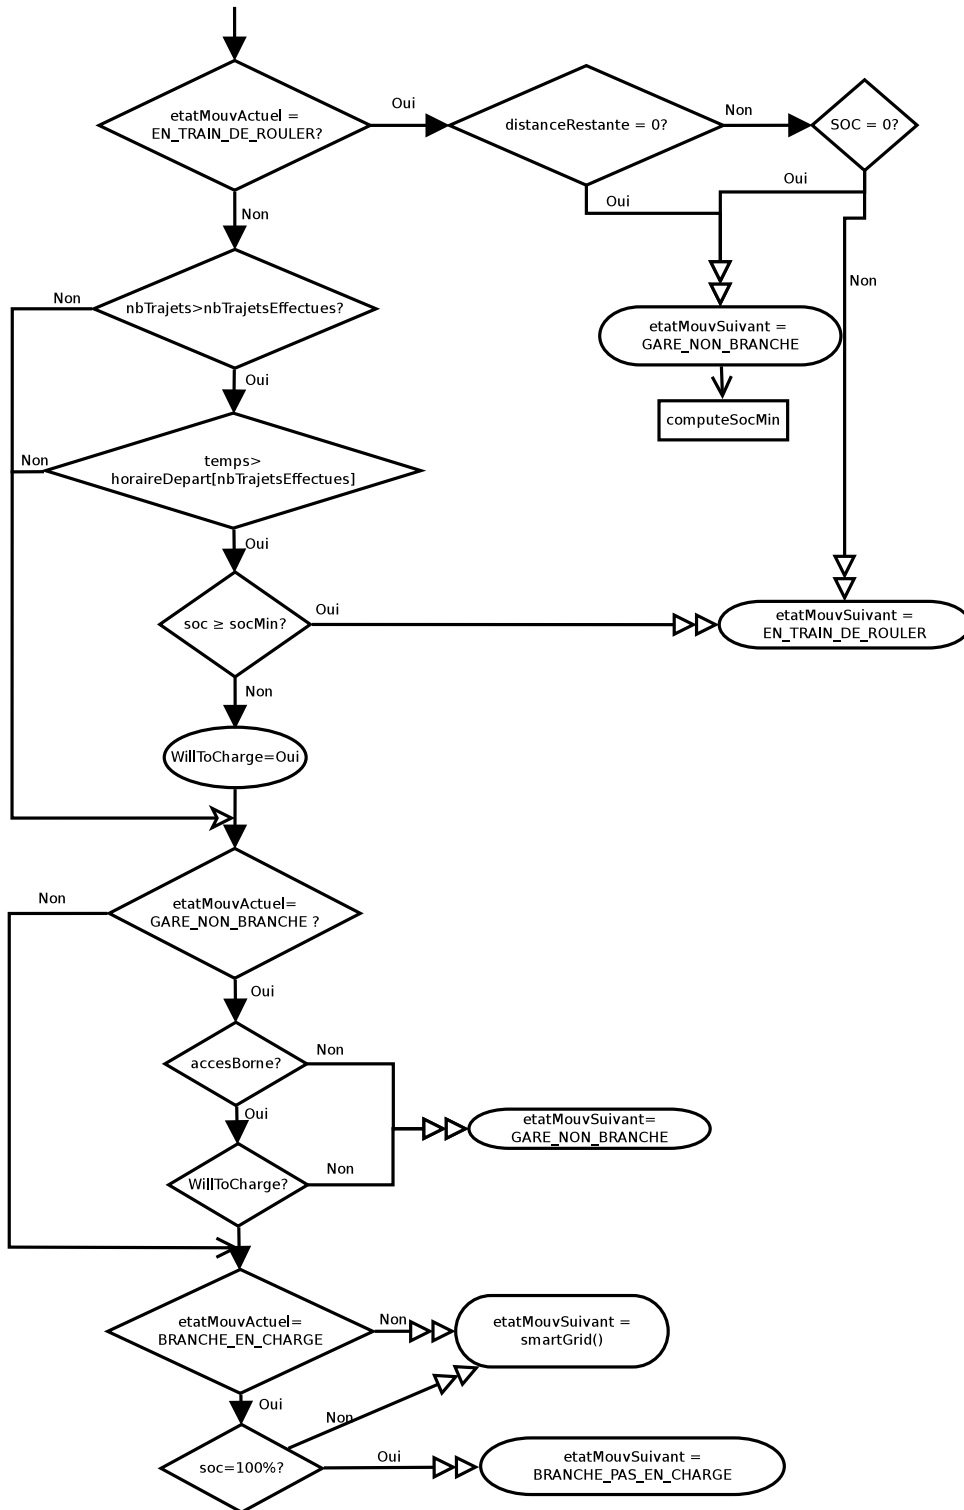 etatMouvActuel =
EN_TRAIN_DE_ROULER?
Oui
distanceRestante = 0?
Non
SOC = 0?
Oui
Oui
Non
Non
nbTrajets>nbTrajetsEffectues?
Non
etatMouvSuivant =
GARE_NON_BRANCHE
Oui
computeSocMin
temps>
horaireDepart[nbTrajetsEffectues]
Non
Oui
soc ≥ socMin?
Oui
etatMouvSuivant =
EN_TRAIN_DE_ROULER
Non
WillToCharge=Oui
etatMouvActuel=
GARE_NON_BRANCHE ?
Non
Oui
accesBorne?
Non
Oui
etatMouvSuivant=
GARE_NON_BRANCHE
WillToCharge?
Non
etatMouvActuel=
BRANCHE_EN_CHARGE
Non
etatMouvSuivant =
smartGrid()
Oui
Non
soc=100%?
Oui
etatMouvSuivant =
BRANCHE_PAS_EN_CHARGE